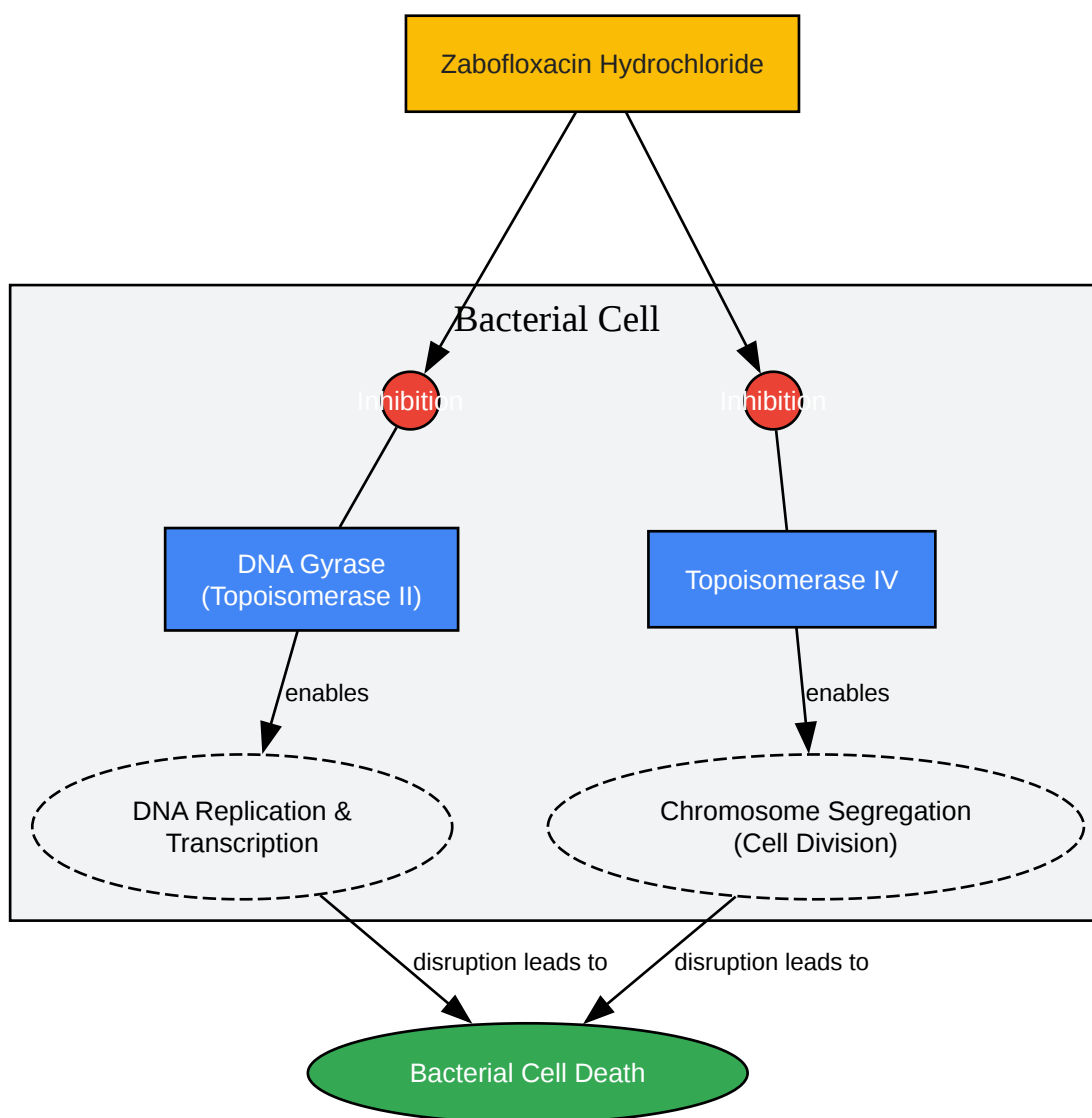 Zabofloxacin Hydrochloride
Bacterial Cell
Inhibition
Inhibition
DNA Gyrase
(Topoisomerase II)
Topoisomerase IV
enables
enables
DNA Replication &
Transcription
Chromosome Segregation
(Cell Division)
disruption leads to
disruption leads to
Bacterial Cell Death